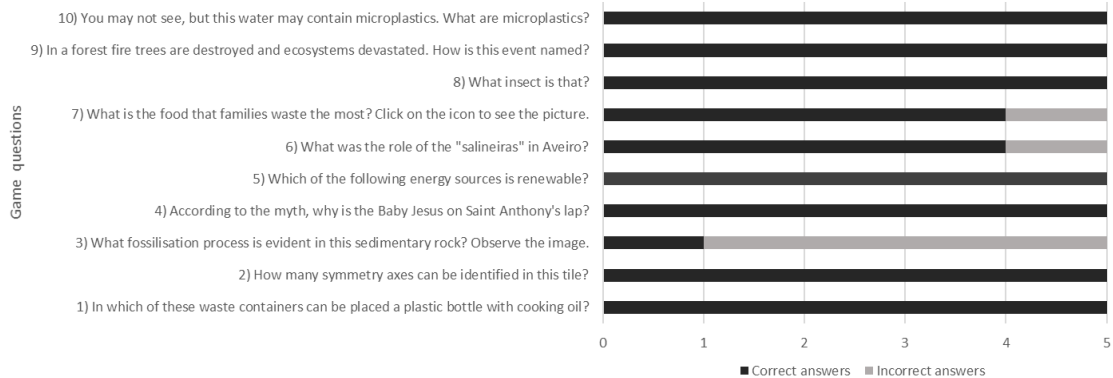 10) You may not see, but this water may contain microplastics. What are microplastics?
9) In a forest fire trees are destroyed and ecosystems devastated. How is this event named?
8) What insect is that?
7) What is the food that families waste the most? Click on the icon to see the picture.
6) What was the role of the "salineiras" in Aveiro?
5) Which of the following energy sources is renewable?
4) According to the myth, why is the Baby Jesus on Saint Anthony's lap?
3) What fossilisation process is evident in this sedimentary rock? Observe the image.
2) How many symmetry axes can be identified in this tile?
1) In which of these waste containers can be placed a plastic bottle with cooking oil?
Game questions
0 1 2 3 4 5
Correct answers Incorrect answers